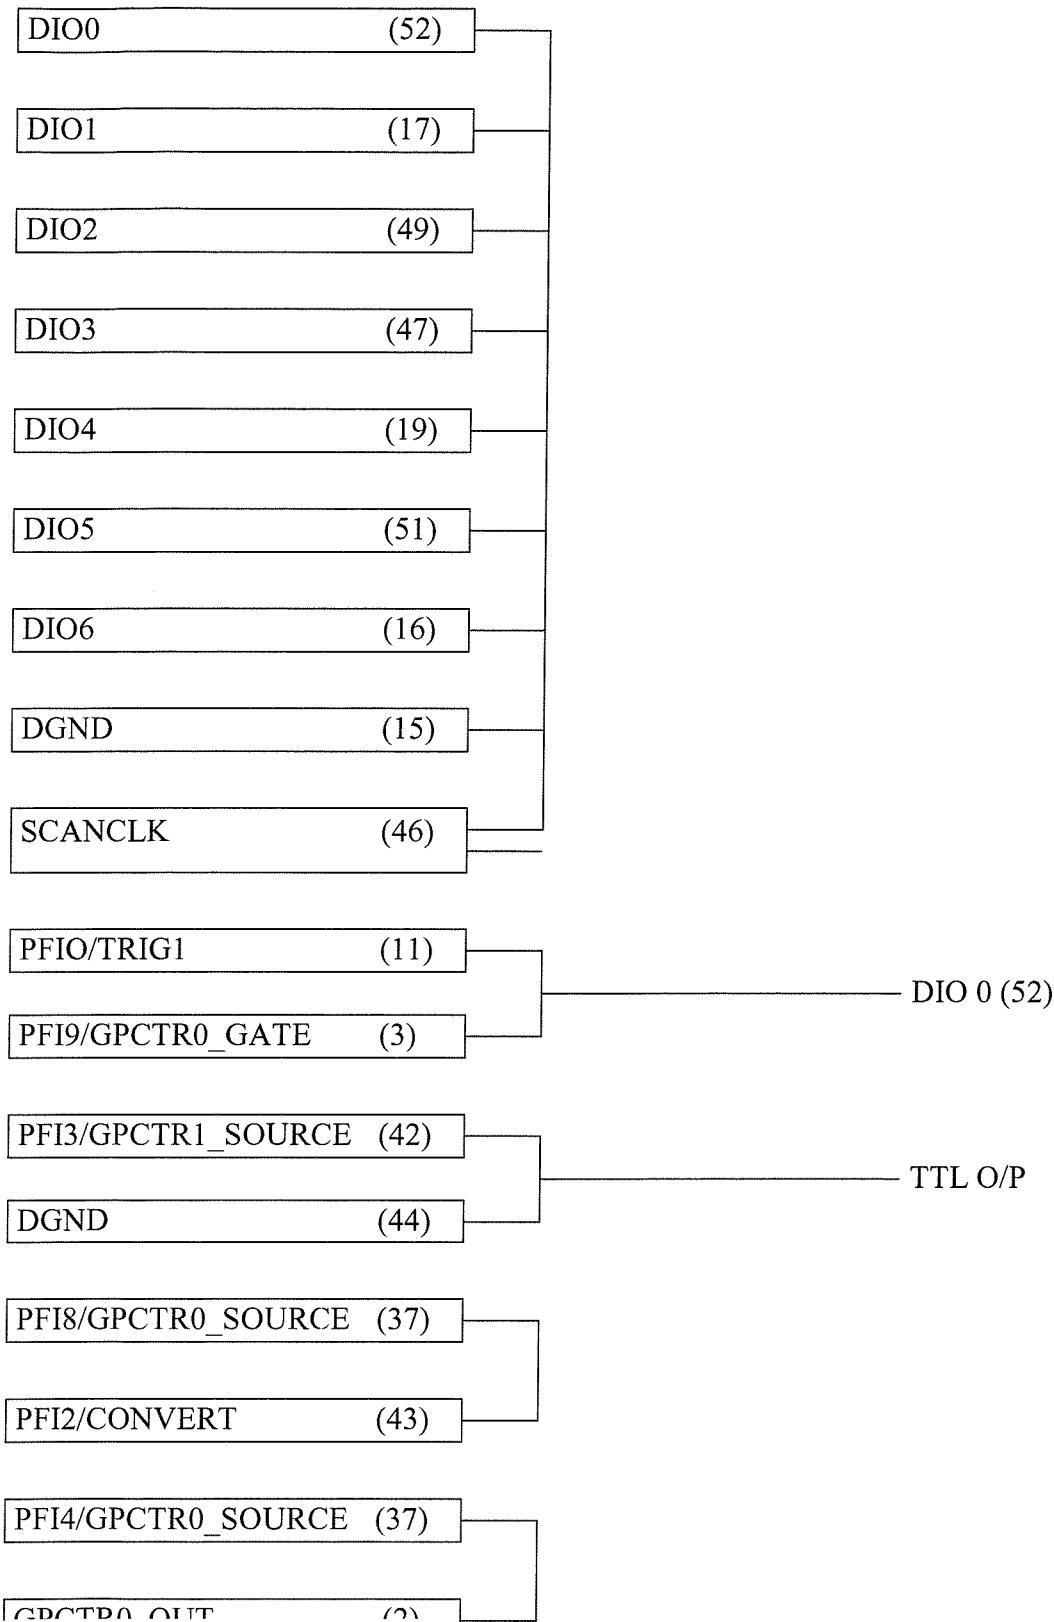 DIO0 (52)
DIO1 (17)
DIO2 (49)
DIO3 (47)
DIO4 (19)
DIO5 (51)
DIO6 (16)
DGND (15)
SCANCLK (46)
PFIO/TRIG1 (11)
DIO 0 (52)
PFI9/GPCTR0_GATE (3)
PFI3/GPCTR1_SOURCE (42)
TTL O/P
DGND (44)
PFI8/GPCTR0_SOURCE (37)
PFI2/CONVERT (43)
PFI4/GPCTR0_SOURCE (37)
GPCTR0_OUT (2)